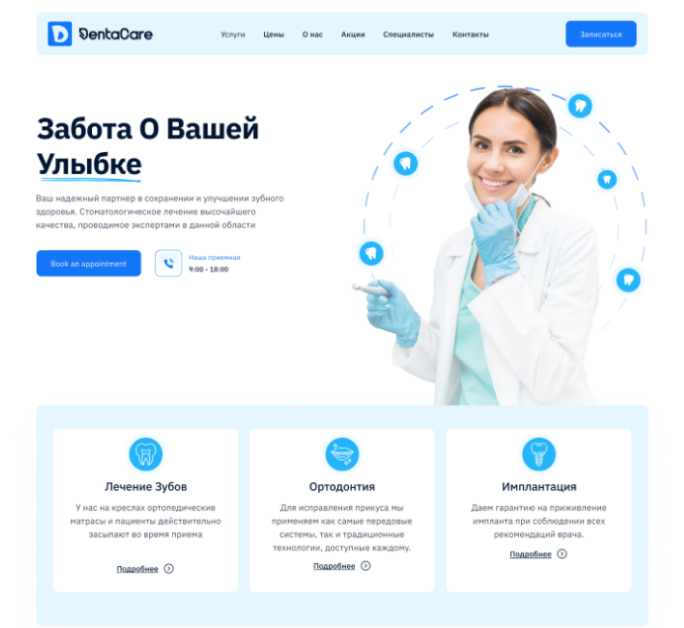 DentaCare
Услуги Цены О нас Акции Специалисты Контакты
Записаться
Забота О Вашей
Улыбке
Ваш надежный партнер в сохранении и улучшении зубного
здоровья. Стоматологическое лечение высочайшего
качества, проводимое экспертами в данной области
Book an appointment
Наша приемная
9:00 - 18:00
Лечение Зубов
У нас на креслах ортопедические
матрасы и пациенты действительно
засыпают во время приема
Подробнее
Ортодонтия
Для исправления прикуса мы
применяем как самые передовые
системы, так и традиционные
технологии, доступные каждому.
Подробнее
Имплантация
Даем гарантию на приживление
импланта при соблюдении всех
рекомендаций врача.
Подробнее